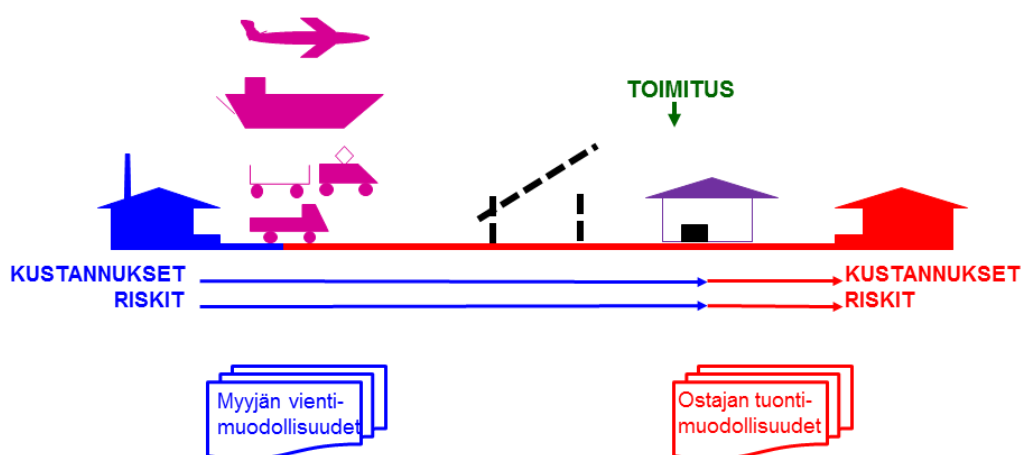 TOIMITUS
KUSTANNUKSET KUSTANNUKSET
RISKIT RISKIT
Myyjän vienti-
muodollisuudet
Ostajan tuonti-
muodollisuudet